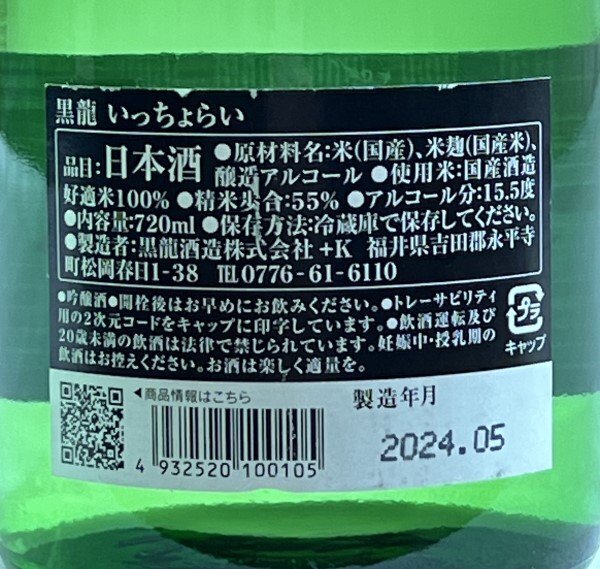 黒龍 いっちょらい
品目:日本酒 ●原材料名:米(国産)、米麹(国産米)、
醸造アルコール ●使用米:国産酒造
好適米100% ●精米歩合:55% ●アルコール分:15.5度
●内容量:720ml ●保存方法:冷蔵庫で保存してください。
●製造者:黒龍酒造株式会社 +K 福井県吉田郡永平寺
町松岡春日1-38 TEL0776-61-6110
●吟醸酒●開栓後はお早めにお飲みください。●トレーサビリティ
用の2次元コードをキャップに印字しています。●飲酒運転及び
20歳未満の飲酒は法律で禁じられています。妊娠中・授乳期の
飲酒はお控えください。お酒は楽しく適量を。
プラ
キャップ
◀商品情報はこちら
4 932520 100105
製造年月
2024.05